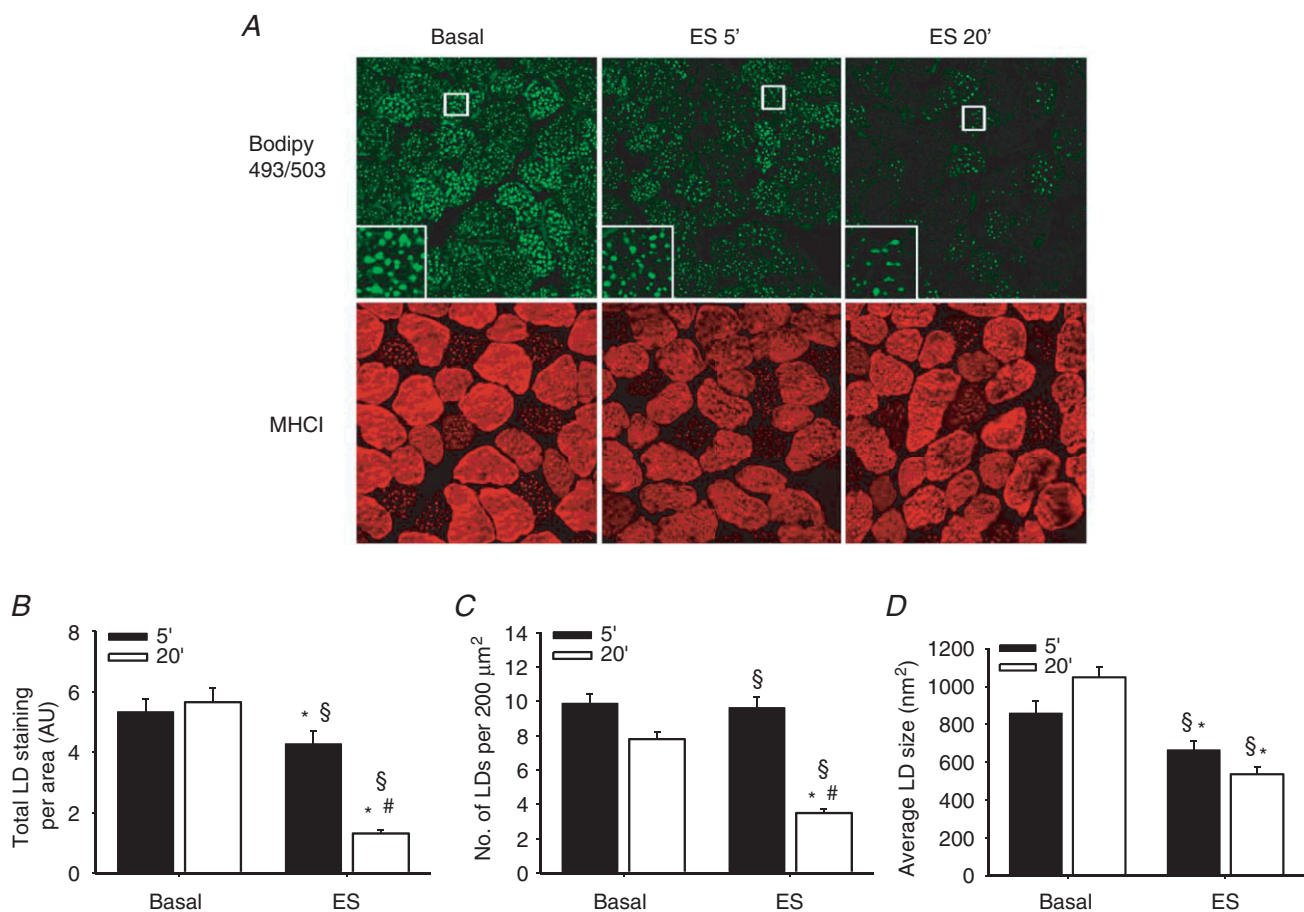 A
Basal
ES 5'
ES 20'
Bodipy
493/503
MHCI
B
Total LD staining
per area (AU)
8
6
4
2
0
5'
20'
* §
§
* #
Basal
ES
C
No. of LDs per 200 µm²
14
12
10
8
6
4
2
0
5'
20'
§
§
* #
Basal
ES
D
Average LD size (nm²)
1200
1000
800
600
400
200
0
5'
20'
§ *
§ *
Basal
ES